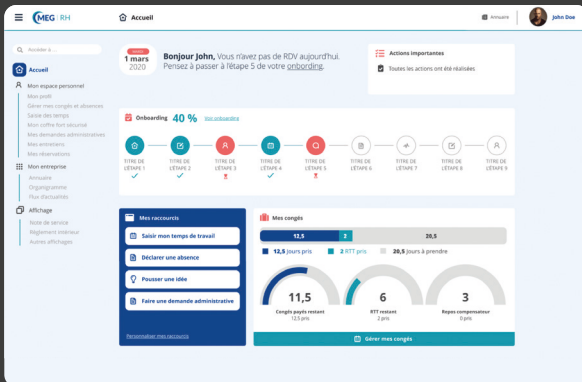 MEG RH
Accueil
Annuaire
John Doe
Accéder à ...
Accueil
Mon espace personnel
Mon profil
Gérer mes congés et absences
Saisie des temps
Mon coffre fort sécurité
Mes demandes administratives
Mes entretiens
Mes réservations
Mon entreprise
Annuaire
Organigramme
Flux d'actualités
Affichage
Note de service
Règlement intérieur
Autres affichages
1 mars
2020
Bonjour John, Vous n'avez pas de RDV aujourd'hui.
Pensez à passer à l'étape 5 de votre onbording.
Actions importantes
Toutes les actions ont été réalisées
Onboarding 40 % Voir onboarding
TITRE DE L'ÉTAPE 1
TITRE DE L'ÉTAPE 2
TITRE DE L'ÉTAPE 3
TITRE DE L'ÉTAPE 4
TITRE DE L'ÉTAPE 5
TITRE DE L'ÉTAPE 6
TITRE DE L'ÉTAPE 7
TITRE DE L'ÉTAPE 8
TITRE DE L'ÉTAPE 9
Mes raccourcis
Saisir mon temps de travail
Déclarer une absence
Pousser une idée
Faire une demande administrative
Personnaliser mes raccourcis
Mes congés
12,5 2 20,5
12,5 Jours pris 2 RTT pris 20,5 Jours à prendre
11,5
Congés payés restant
12,5 pris
6
RTT restant
2 pris
3
Repos compensateur
0 pris
Gérer mes congés